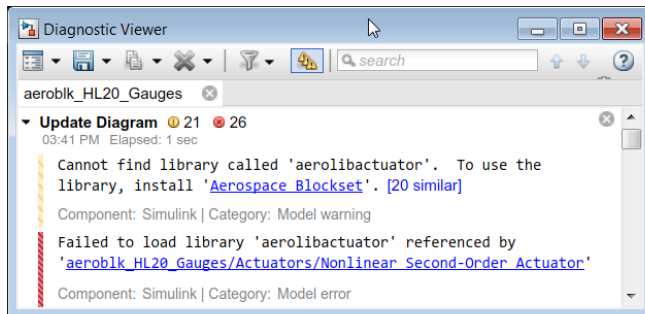 Diagnostic Viewer
search
aeroblk_HL20_Gauges
Update Diagram 21 26
03:41 PM Elapsed: 1 sec
Cannot find library called 'aerolibactuator'. To use the
library, install 'Aerospace Blockset'. [20 similar]
Component: Simulink | Category: Model warning
Failed to load library 'aerolibactuator' referenced by
'aeroblk_HL20_Gauges/Actuators/Nonlinear Second-Order Actuator'
Component: Simulink | Category: Model error